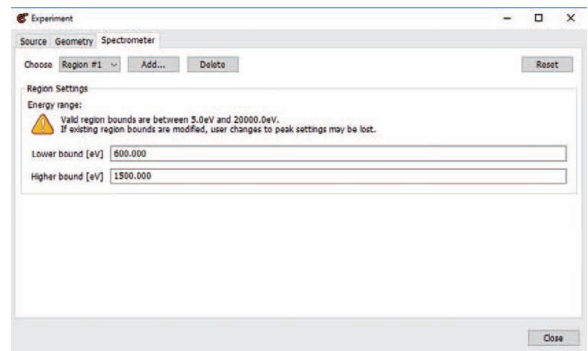 Experiment
Source Geometry Spectrometer
Choose Region #1 Add... Delete Reset
Region Settings
Energy range:
Valid region bounds are between 5.0eV and 20000.0eV.
If existing region bounds are modified, user changes to peak settings may be lost.
Lower bound [eV] 600.000
Higher bound [eV] 1500.000
Close